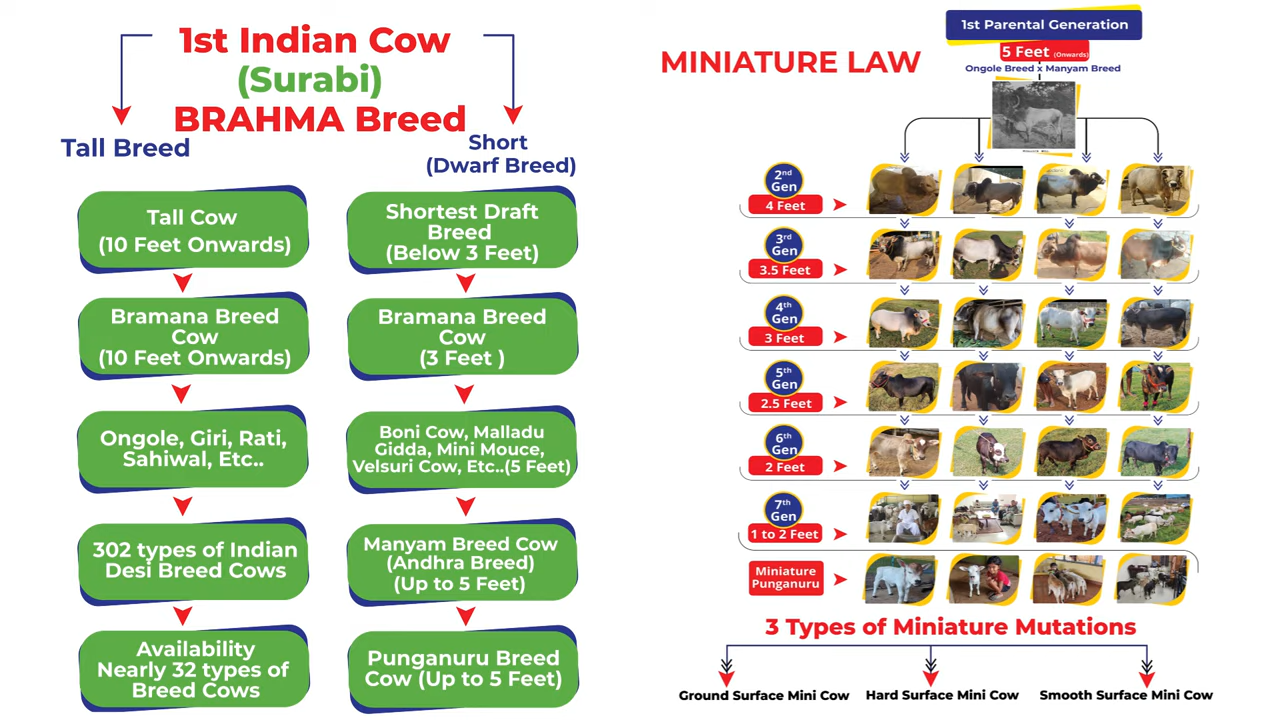 1st Indian Cow
(Surabi)
BRAHMA Breed
Tall Breed
Short
(Dwarf Breed)
Tall Cow
(10 Feet Onwards)
Bramana Breed
Cow
(10 Feet Onwards)
Ongole, Giri, Rati,
Sahiwal, Etc..
302 types of Indian
Desi Breed Cows
Availability
Nearly 32 types of
Breed Cows
Shortest Draft
Breed
(Below 3 Feet)
Bramana Breed
Cow
(3 Feet )
Boni Cow, Malladu
Gidda, Mini Mouce,
Velsuri Cow, Etc..(5 Feet)
Manyam Breed Cow
(Andhra Breed)
(Up to 5 Feet)
Punganuru Breed
Cow (Up to 5 Feet)
MINIATURE LAW
1st Parental Generation
5 Feet (Onwards)
Ongole Breed x Manyam Breed
2nd
Gen
4 Feet
3rd
Gen
3.5 Feet
4th
Gen
3 Feet
5th
Gen
2.5 Feet
6th
Gen
2 Feet
7th
Gen
1 to 2 Feet
Miniature
Punganuru
3 Types of Miniature Mutations
Ground Surface Mini Cow
Hard Surface Mini Cow
Smooth Surface Mini Cow